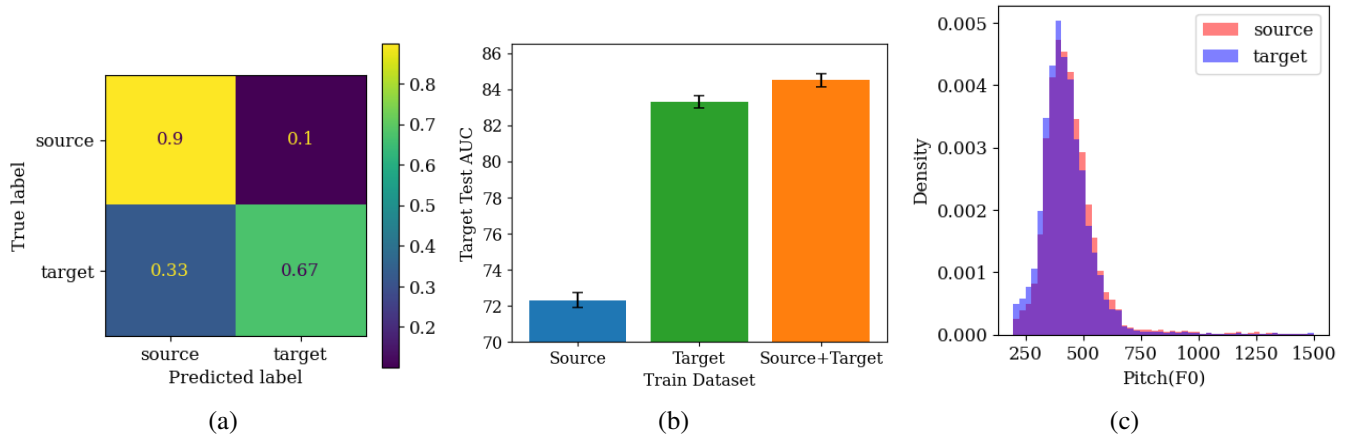 True label
source
target
0.9
0.1
0.33
0.67
source
target
Predicted label
0.8
0.7
0.6
0.5
0.4
0.3
0.2
(a)
Target Test AUC
86
84
82
80
78
76
74
72
70
Source
Target
Source+Target
Train Dataset
(b)
Density
0.005
0.004
0.003
0.002
0.001
0.000
source
target
250
500
750
1000
1250
1500
Pitch(F0)
(c)